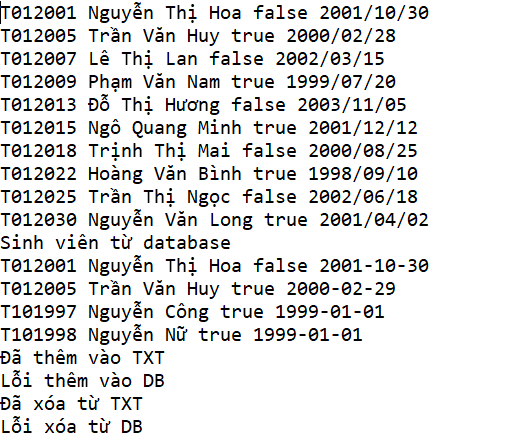 T012001 Nguyễn Thị Hoa false 2001/10/30
T012005 Trần Văn Huy true 2000/02/28
T012007 Lê Thị Lan false 2002/03/15
T012009 Phạm Văn Nam true 1999/07/20
T012013 Đỗ Thị Hương false 2003/11/05
T012015 Ngô Quang Minh true 2001/12/12
T012018 Trịnh Thị Mai false 2000/08/25
T012022 Hoàng Văn Bình true 1998/09/10
T012025 Trần Thị Ngọc false 2002/06/18
T012030 Nguyễn Văn Long true 2001/04/02
Sinh viên từ database
T012001 Nguyễn Thị Hoa false 2001-10-30
T012005 Trần Văn Huy true 2000-02-29
T101997 Nguyễn Công true 1999-01-01
T101998 Nguyễn Nữ true 1999-01-01
Đã thêm vào TXT
Lỗi thêm vào DB
Đã xóa từ TXT
Lỗi xóa từ DB